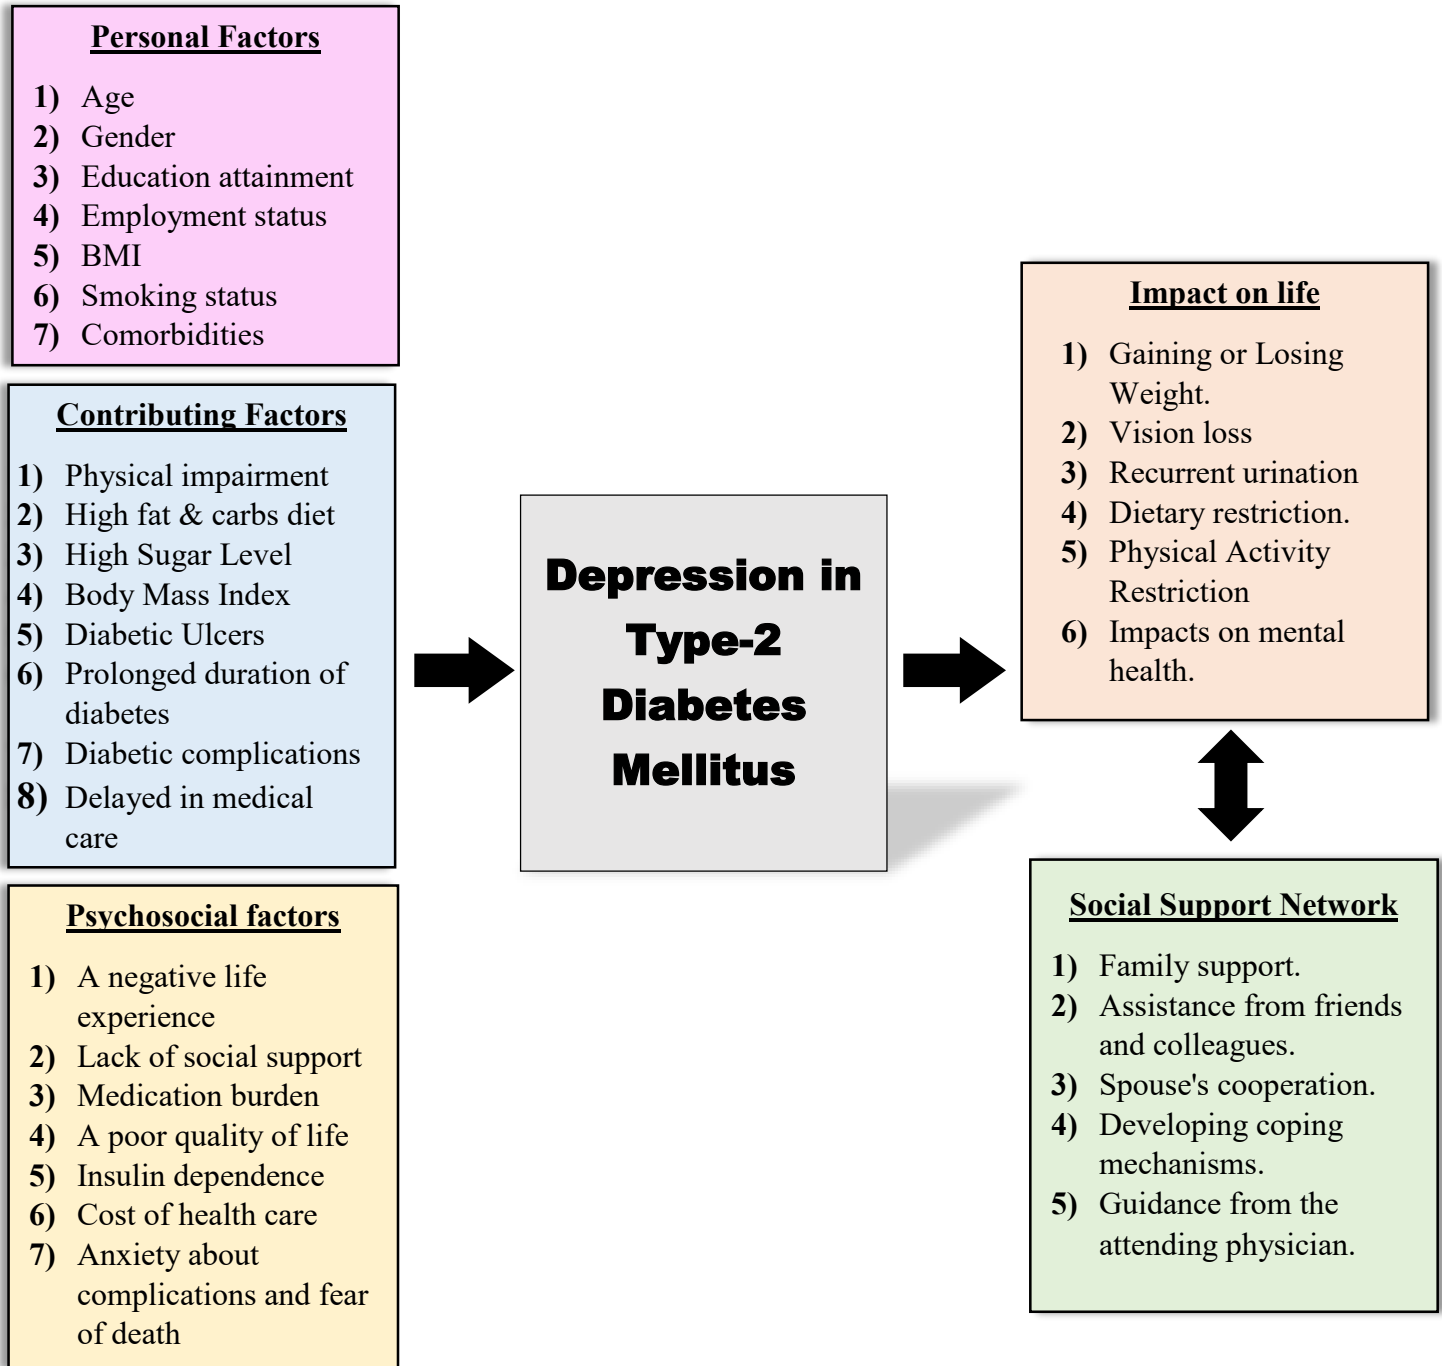 Personal Factors
1) Age
2) Gender
3) Education attainment
4) Employment status
5) BMI
6) Smoking status
7) Comorbidities
Contributing Factors
1) Physical impairment
2) High fat & carbs diet
3) High Sugar Level
4) Body Mass Index
5) Diabetic Ulcers
6) Prolonged duration of
diabetes
7) Diabetic complications
8) Delayed in medical
care
Psychosocial factors
1) A negative life
experience
2) Lack of social support
3) Medication burden
4) A poor quality of life
5) Insulin dependence
6) Cost of health care
7) Anxiety about
complications and fear
of death
Depression in
Type-2
Diabetes
Mellitus
Impact on life
1) Gaining or Losing
Weight.
2) Vision loss
3) Recurrent urination
4) Dietary restriction.
5) Physical Activity
Restriction
6) Impacts on mental
health.
Social Support Network
1) Family support.
2) Assistance from friends
and colleagues.
3) Spouse's cooperation.
4) Developing coping
mechanisms.
5) Guidance from the
attending physician.